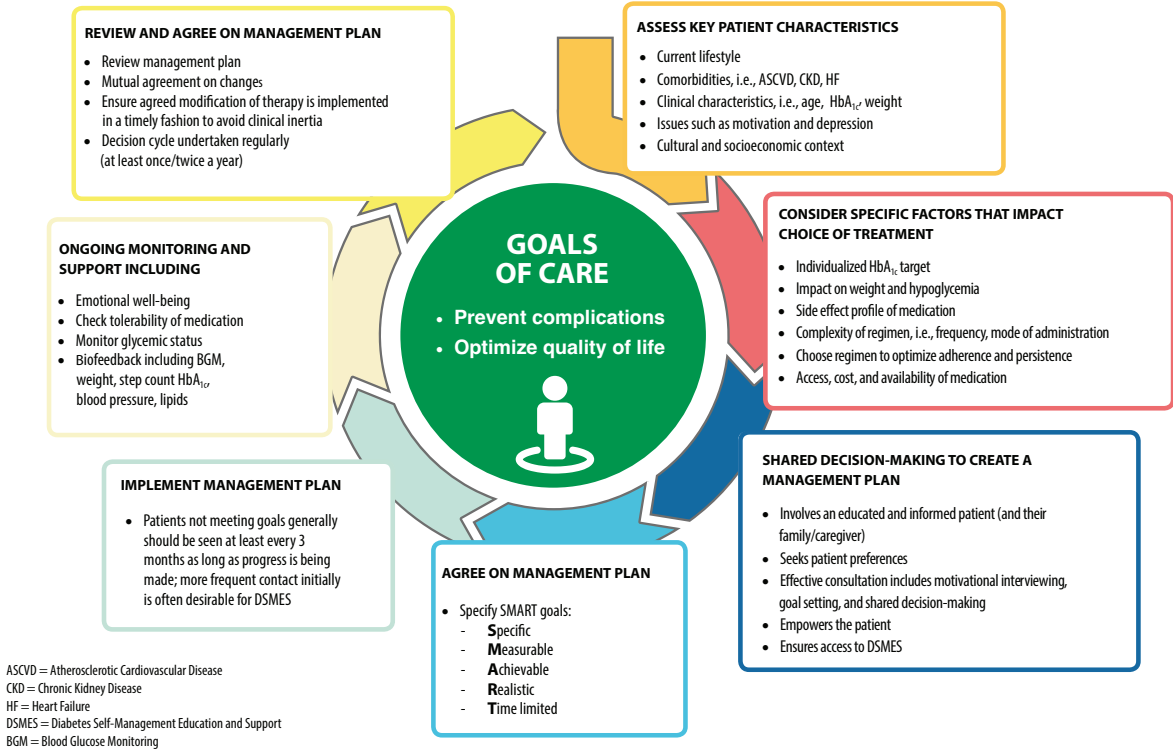 REVIEW AND AGREE ON MANAGEMENT PLAN
• Review management plan
• Mutual agreement on changes
• Ensure agreed modification of therapy is implemented
in a timely fashion to avoid clinical inertia
• Decision cycle undertaken regularly
(at least once/twice a year)
ASSESS KEY PATIENT CHARACTERISTICS
• Current lifestyle
• Comorbidities, i.e., ASCVD, CKD, HF
• Clinical characteristics, i.e., age, HbA1c, weight
• Issues such as motivation and depression
• Cultural and socioeconomic context
CONSIDER SPECIFIC FACTORS THAT IMPACT
CHOICE OF TREATMENT
• Individualized HbA1c target
• Impact on weight and hypoglycemia
• Side effect profile of medication
• Complexity of regimen, i.e., frequency, mode of administration
• Choose regimen to optimize adherence and persistence
• Access, cost, and availability of medication
SHARED DECISION-MAKING TO CREATE A
MANAGEMENT PLAN
• Involves an educated and informed patient (and their
family/caregiver)
• Seeks patient preferences
• Effective consultation includes motivational interviewing,
goal setting, and shared decision-making
• Empowers the patient
• Ensures access to DSMES
AGREE ON MANAGEMENT PLAN
• Specify SMART goals:
- Specific
- Measurable
- Achievable
- Realistic
- Time limited
IMPLEMENT MANAGEMENT PLAN
• Patients not meeting goals generally
should be seen at least every 3
months as long as progress is being
made; more frequent contact initially
is often desirable for DSMES
ONGOING MONITORING AND
SUPPORT INCLUDING
• Emotional well-being
• Check tolerability of medication
• Monitor glycemic status
• Biofeedback including BGM,
weight, step count HbA1c,
blood pressure, lipids
GOALS
OF CARE
• Prevent complications
• Optimize quality of life
ASCVD = Atherosclerotic Cardiovascular Disease
CKD = Chronic Kidney Disease
HF = Heart Failure
DSMES = Diabetes Self-Management Education and Support
BGM = Blood Glucose Monitoring